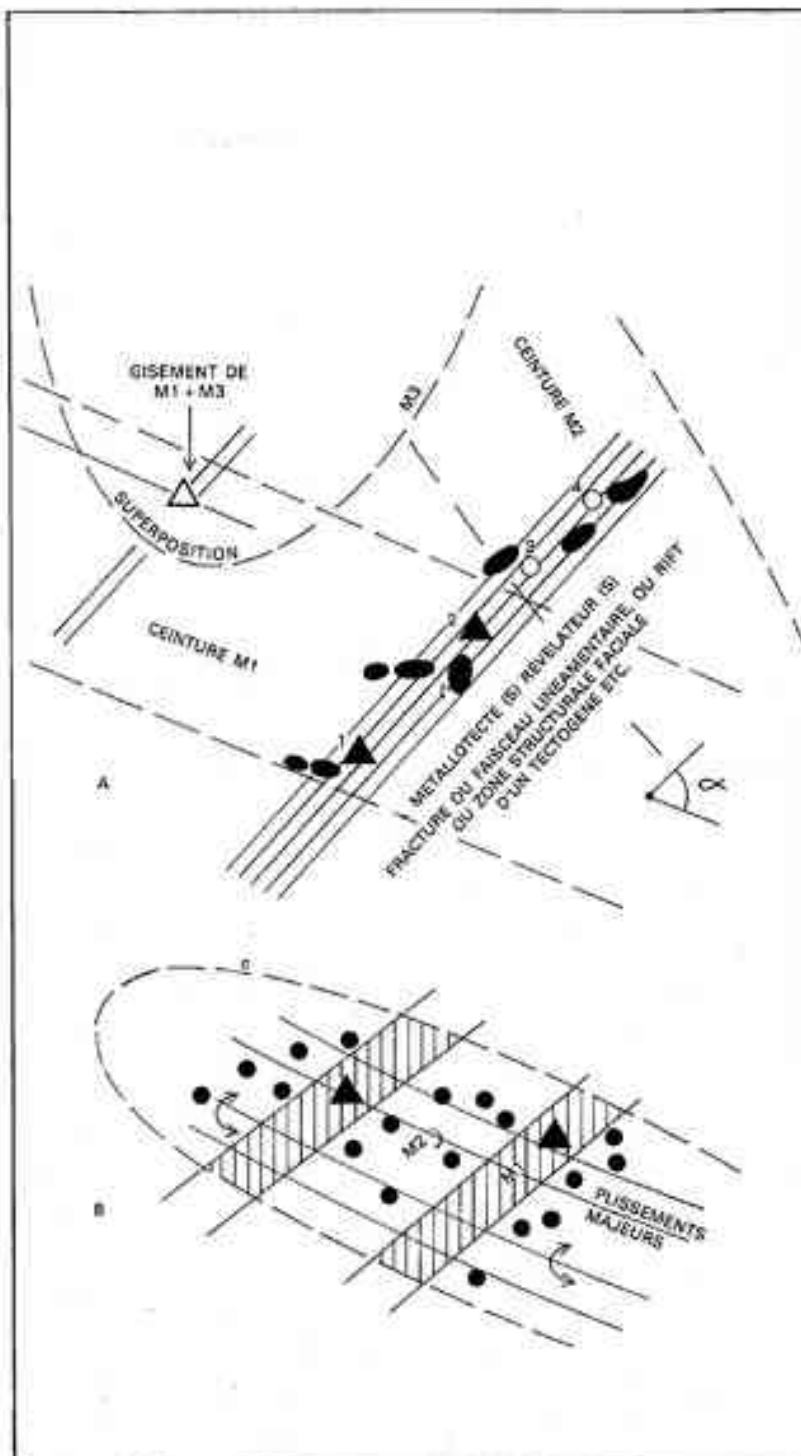 GISEMENT DE
M1 + M3
M3
CEINTURE M2
SUPERPOSITION
CEINTURE M1
4
3
2
1
METALLOTECTE (S) REVELATEUR (S)
FRACTURE OU FAISCEAU LINEAMENTAIRE, OU RIFT
OU ZONE STRUCTURALE FACIALE
D'UN TECTOGENE ETC.
A
M2
PLISSEMENTS
MAJEURS
B